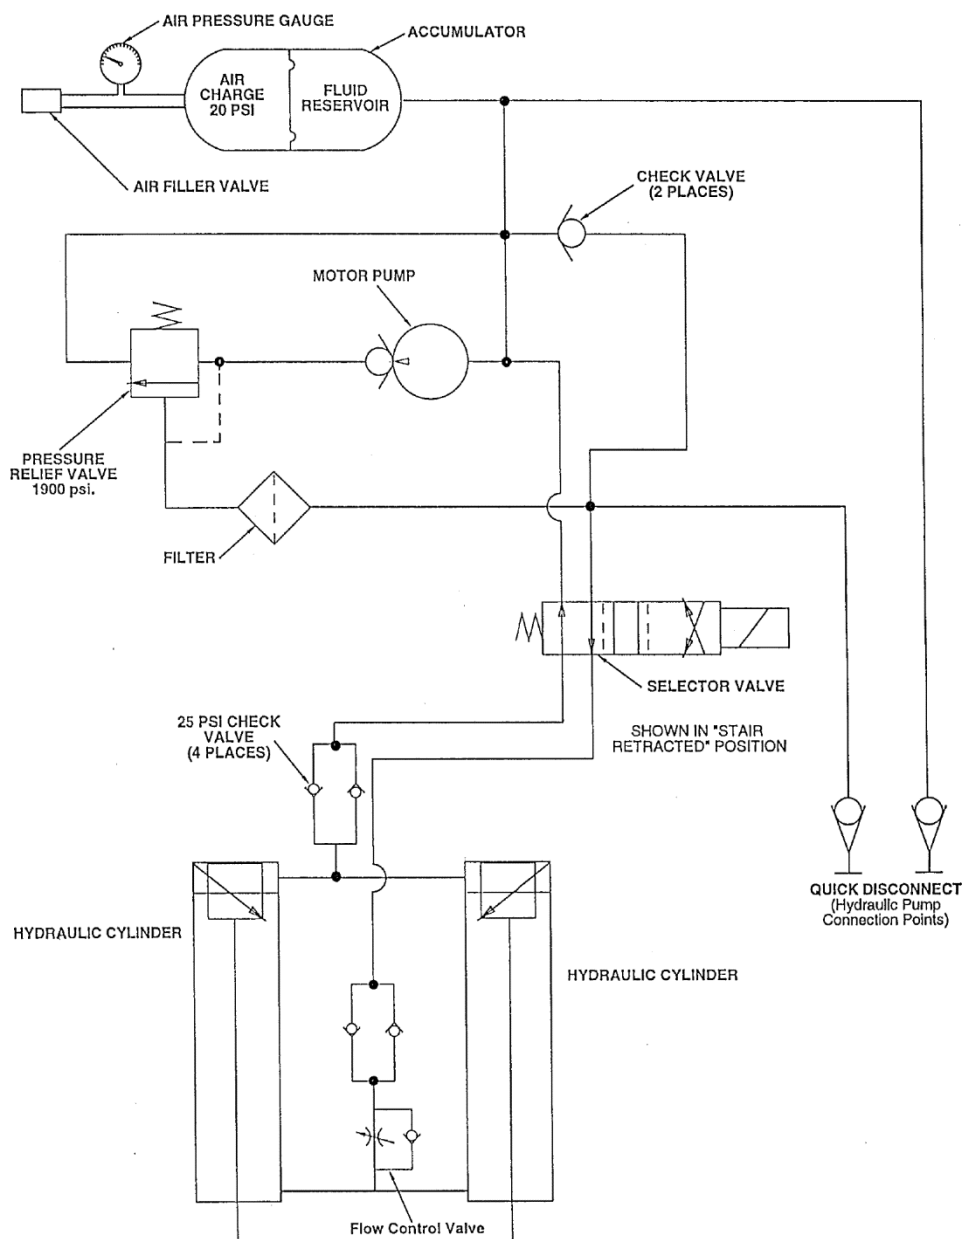 AIR PRESSURE GAUGE
ACCUMULATOR
AIR
CHARGE
20 PSI
FLUID
RESERVOIR
AIR FILLER VALVE
CHECK VALVE
(2 PLACES)
MOTOR PUMP
PRESSURE
RELIEF VALVE
1900 psi.
FILTER
SELECTOR VALVE
SHOWN IN "STAIR
RETRACTED" POSITION
25 PSI CHECK
VALVE
(4 PLACES)
QUICK DISCONNECT
(Hydraulic Pump
Connection Points)
HYDRAULIC CYLINDER
HYDRAULIC CYLINDER
Flow Control Valve